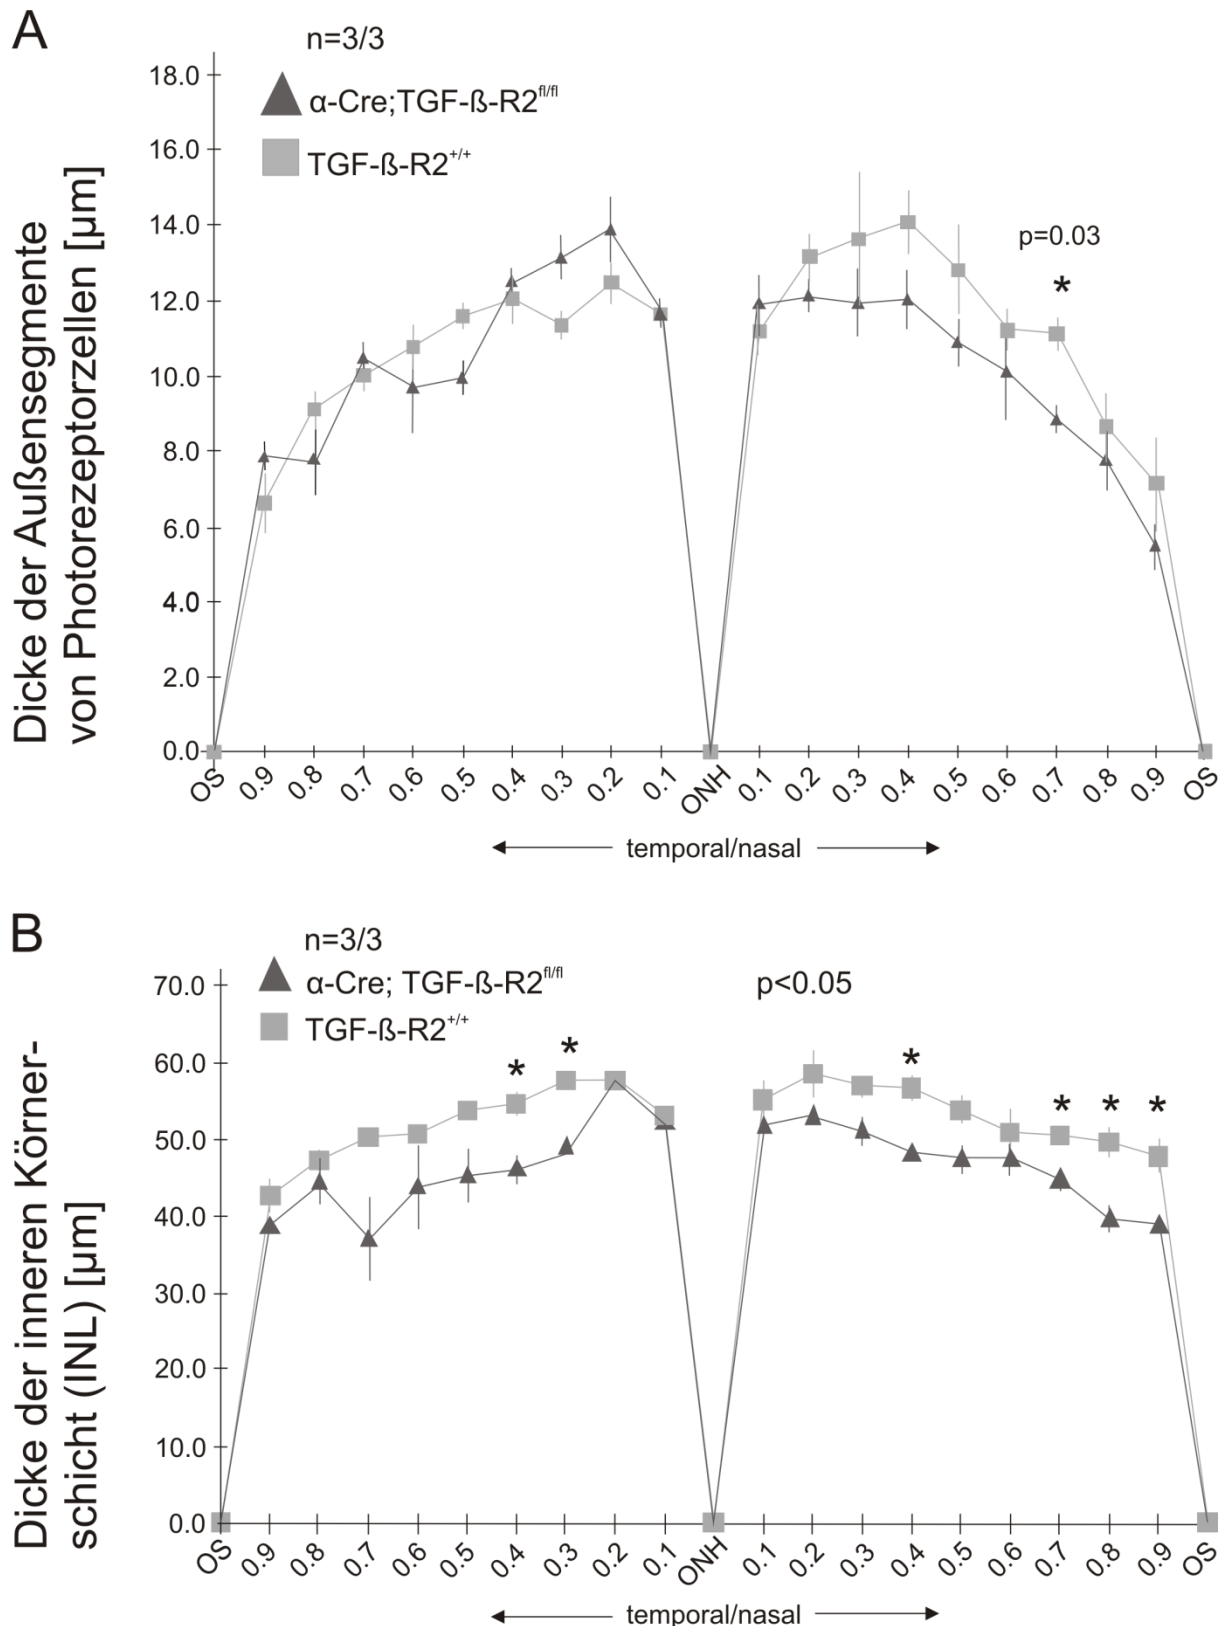 A
n=3/3
α-Cre;TGF-ß-R2fl/fl
TGF-ß-R2+/+
18.0
16.0
14.0
12.0
10.0
8.0
6.0
4.0
2.0
0.0
Dicke der Außensegmente
von Photorezeptorzellen [µm]
p=0.03
*
OS 0.9 0.8 0.7 0.6 0.5 0.4 0.3 0.2 0.1 ONH 0.1 0.2 0.3 0.4 0.5 0.6 0.7 0.8 0.9 OS
temporal/nasal
B
n=3/3
α-Cre; TGF-ß-R2fl/fl
TGF-ß-R2+/+
p<0.05
70.0
60.0
50.0
40.0
30.0
20.0
10.0
0.0
Dicke der inneren Körner-
schicht (INL) [µm]
* * * * * *
OS 0.9 0.8 0.7 0.6 0.5 0.4 0.3 0.2 0.1 ONH 0.1 0.2 0.3 0.4 0.5 0.6 0.7 0.8 0.9 OS
temporal/nasal